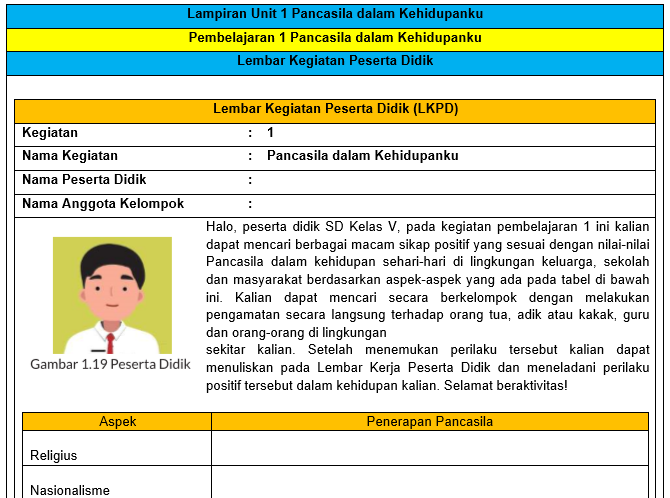 Lampiran Unit 1 Pancasila dalam Kehidupanku
Pembelajaran 1 Pancasila dalam Kehidupanku
Lembar Kegiatan Peserta Didik
Lembar Kegiatan Peserta Didik (LKPD)
Kegiatan : 1
Nama Kegiatan : Pancasila dalam Kehidupanku
Nama Peserta Didik :
Nama Anggota Kelompok :
Halo, peserta didik SD Kelas V, pada kegiatan pembelajaran 1 ini kalian
dapat mencari berbagai macam sikap positif yang sesuai dengan nilai-nilai
Pancasila dalam kehidupan sehari-hari di lingkungan keluarga, sekolah
dan masyarakat berdasarkan aspek-aspek yang ada pada tabel di bawah
ini. Kalian dapat mencari secara berkelompok dengan melakukan
pengamatan secara langsung terhadap orang tua, adik atau kakak, guru
dan orang-orang di lingkungan
sekitar kalian. Setelah menemukan perilaku tersebut kalian dapat
menuliskan pada Lembar Kerja Peserta Didik dan meneladani perilaku
positif tersebut dalam kehidupan kalian. Selamat beraktivitas!
Gambar 1.19 Peserta Didik
Aspek Penerapan Pancasila
Religius
Nasionalisme